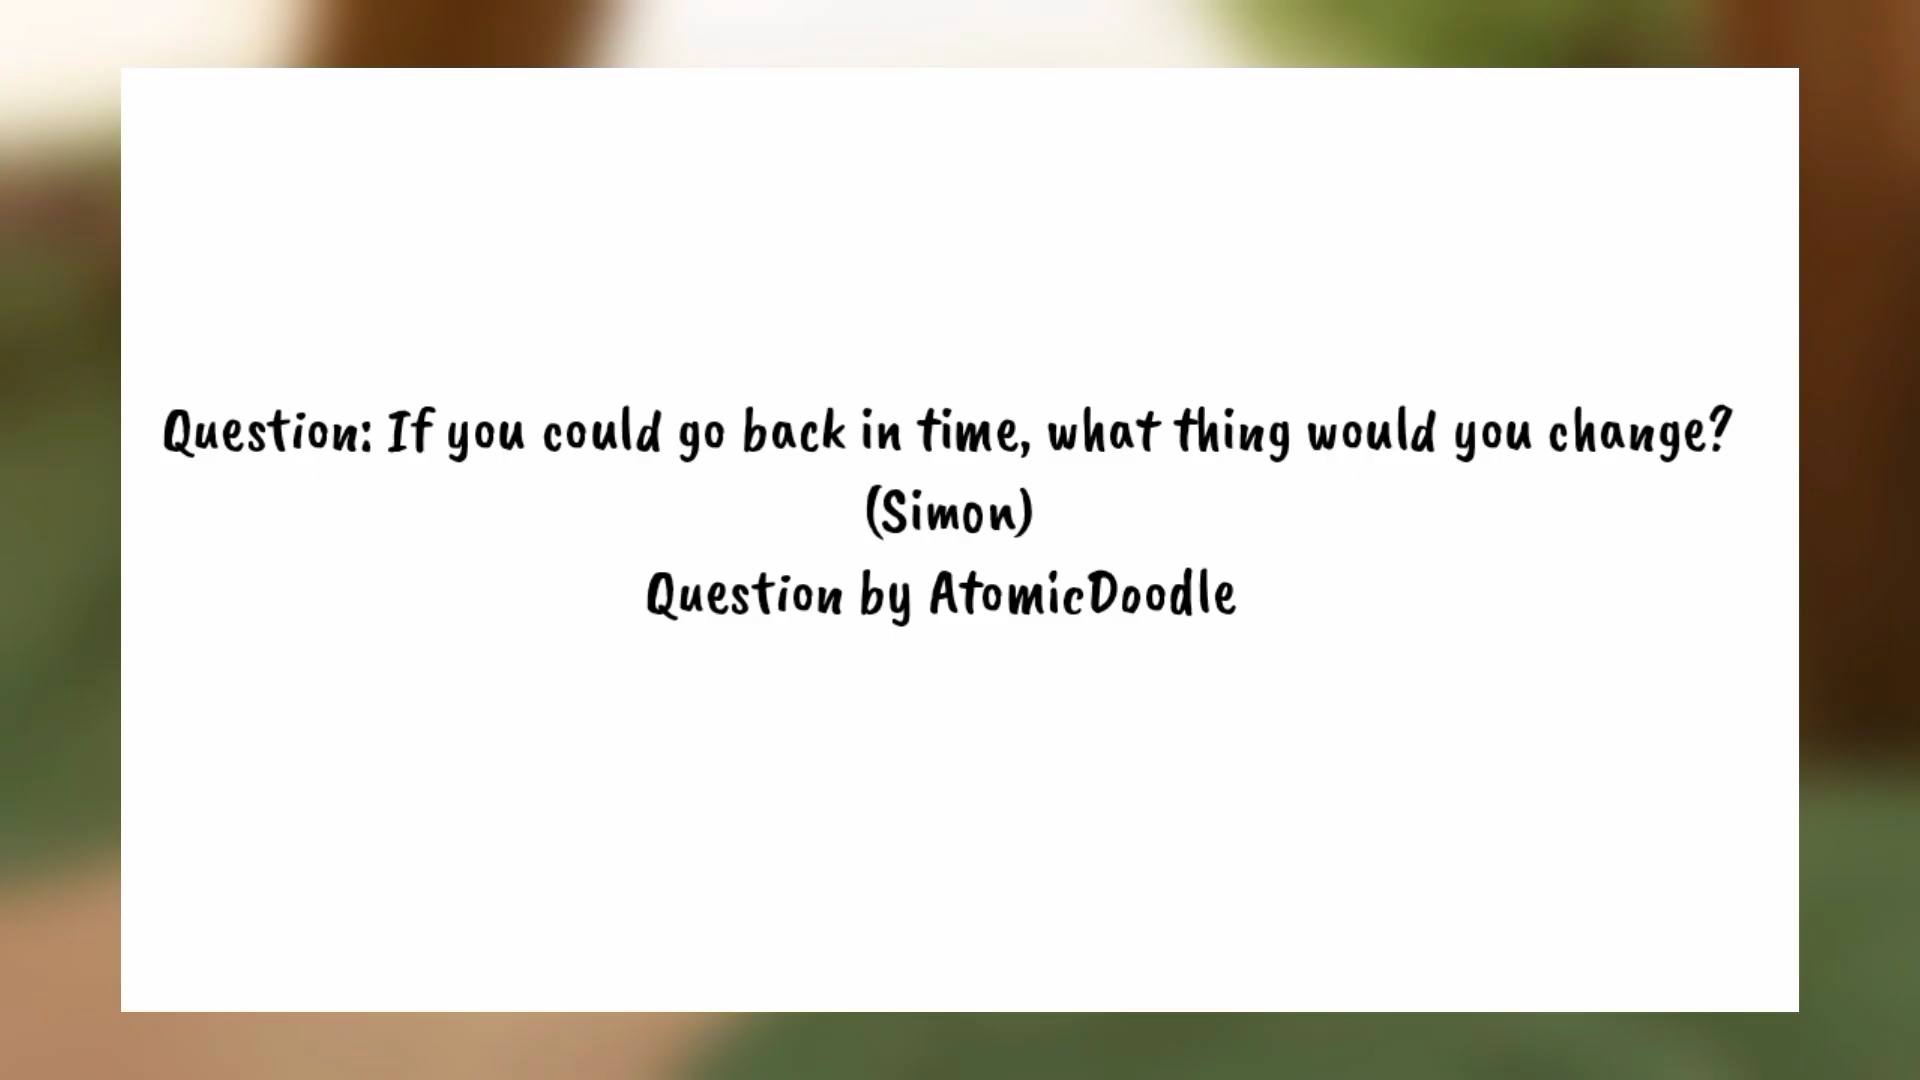 Question: If you could go back in time, what thing would you change?
(Simon)
Question by AtomicDoodle